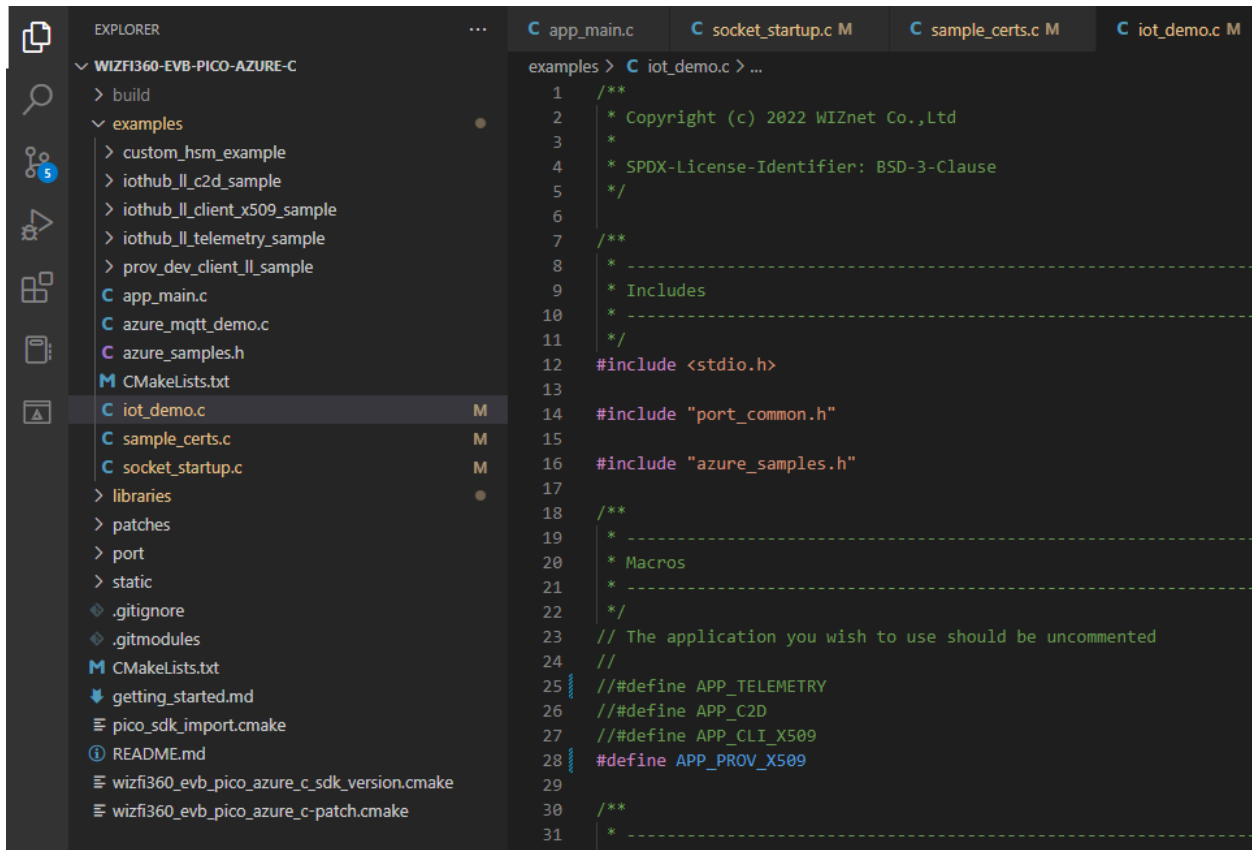 EXPLORER ...
WIZFI360-EVB-PICO-AZURE-C
build
examples
custom_hsm_example
iothub_ll_c2d_sample
iothub_ll_client_x509_sample
iothub_ll_telemetry_sample
prov_dev_client_ll_sample
C app_main.c
C azure_mqtt_demo.c
C azure_samples.h
M CMakeLists.txt
C iot_demo.c M
C sample_certs.c M
C socket_startup.c M
libraries
patches
port
static
.gitignore
.gitmodules
M CMakeLists.txt
getting_started.md
pico_sdk_import.cmake
README.md
wizfi360_evb_pico_azure_c_sdk_version.cmake
wizfi360_evb_pico_azure_c-patch.cmake
5
C app_main.c C socket_startup.c M C sample_certs.c M C iot_demo.c M
examples > C iot_demo.c > ...
1 /**
2 * Copyright (c) 2022 WIZnet Co.,Ltd
3 *
4 * SPDX-License-Identifier: BSD-3-Clause
5 */
6
7 /**
8 * ------------------------------------------------------------------
9 * Includes
10 * ------------------------------------------------------------------
11 */
12 #include <stdio.h>
13
14 #include "port_common.h"
15
16 #include "azure_samples.h"
17
18 /**
19 * ------------------------------------------------------------------
20 * Macros
21 * ------------------------------------------------------------------
22 */
23 // The application you wish to use should be uncommented
24 //
25 //#define APP_TELEMETRY
26 //#define APP_C2D
27 //#define APP_CLI_X509
28 #define APP_PROV_X509
29
30 /**
31 * ------------------------------------------------------------------